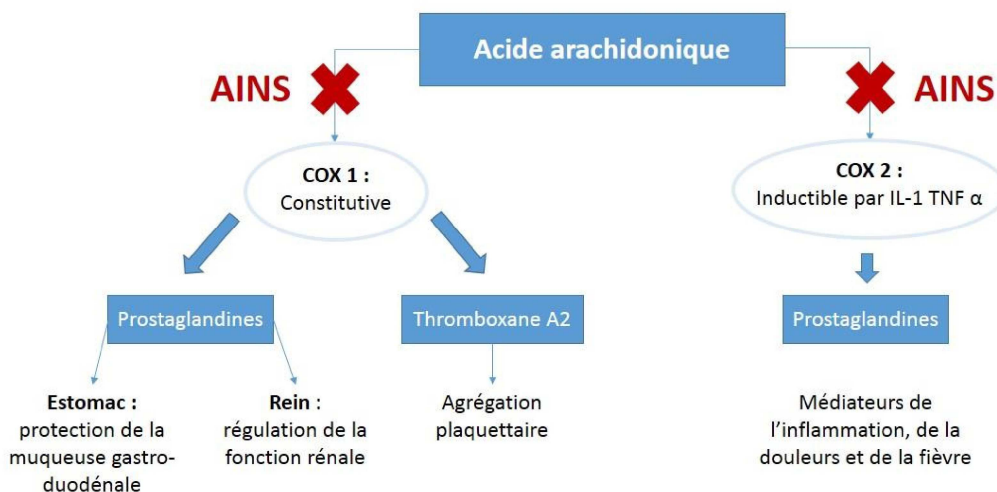 Acide arachidonique
AINS
AINS
COX 1 :
Constitutive
COX 2 :
Inductible par IL-1 TNF α
Prostaglandines
Thromboxane A2
Prostaglandines
Estomac :
protection de la
muqueuse gastro-
duodénale
Rein :
régulation de la
fonction rénale
Agrégation
plaquettaire
Médiateurs de
l’inflammation, de la
douleurs et de la fièvre